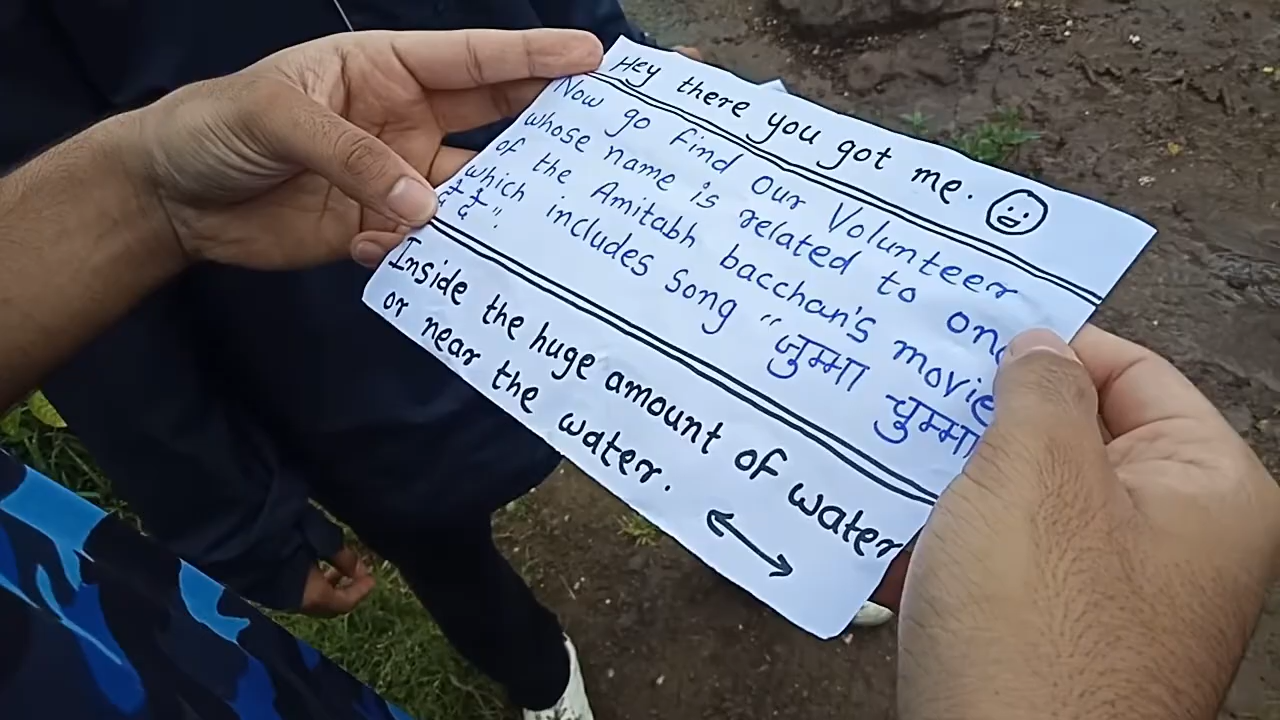 Hey there you got me.
Now go find our Volunteer
whose name is related to one
of the Amitabh bacchan's movie
which includes song "जुम्मा चुम्मा
दे दे"
Inside the huge amount of water
or near the water.